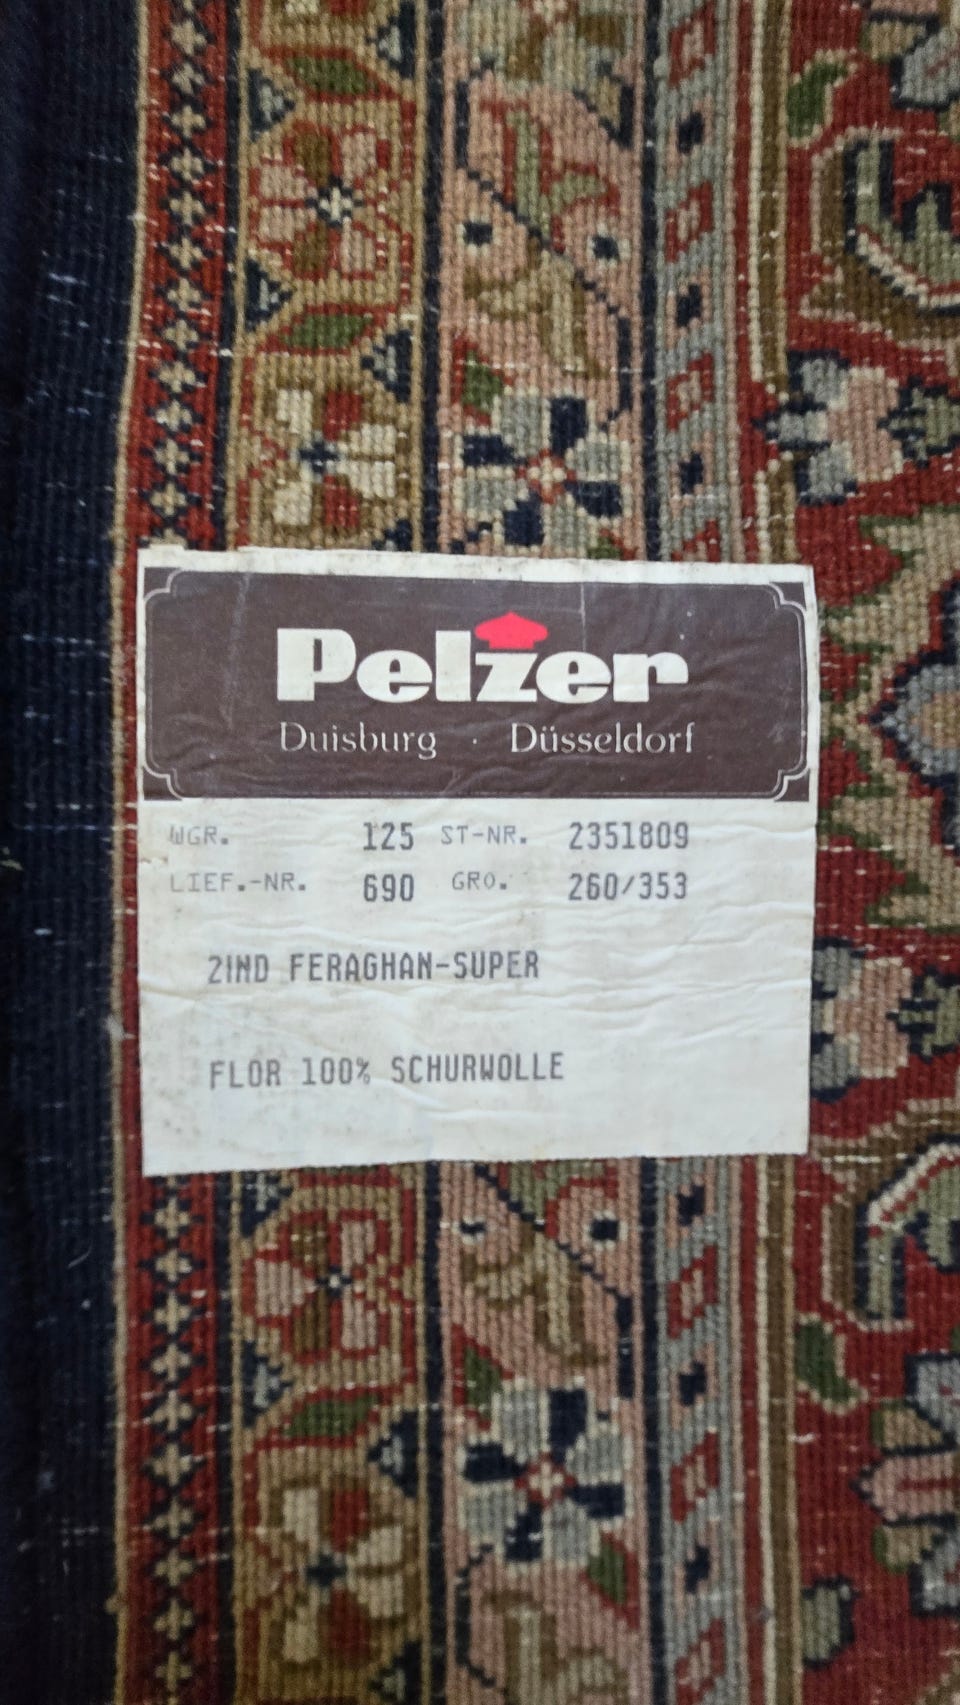 Pelzer
Duisburg · Düsseldorf
WGR. 125 ST-NR. 2351809
LIEF.-NR. 690 GRO. 260/353
2IND FERAGHAN-SUPER
FLOR 100% SCHURWOLLE